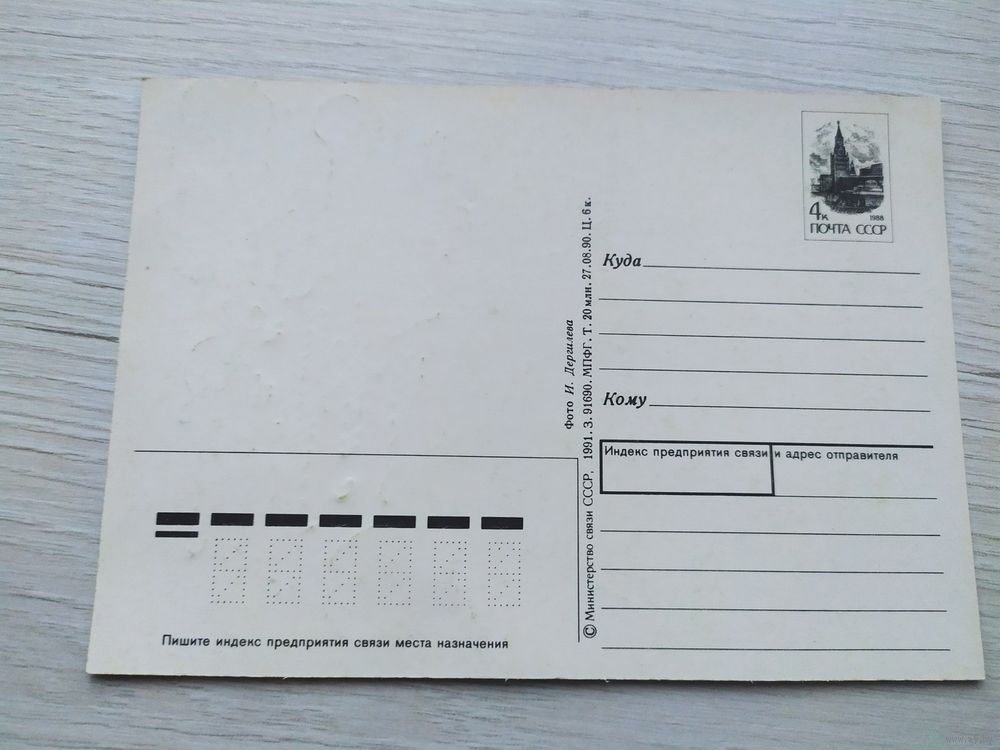 4к
1988
ПОЧТА СССР
Куда
Кому
Индекс предприятия связи и адрес отправителя
Фото И. Дергилева
© Министерство связи СССР, 1991. З. 91690. МПФГ. Т. 20 млн. 27.08.90. Ц. 6 к.
Пишите индекс предприятия связи места назначения